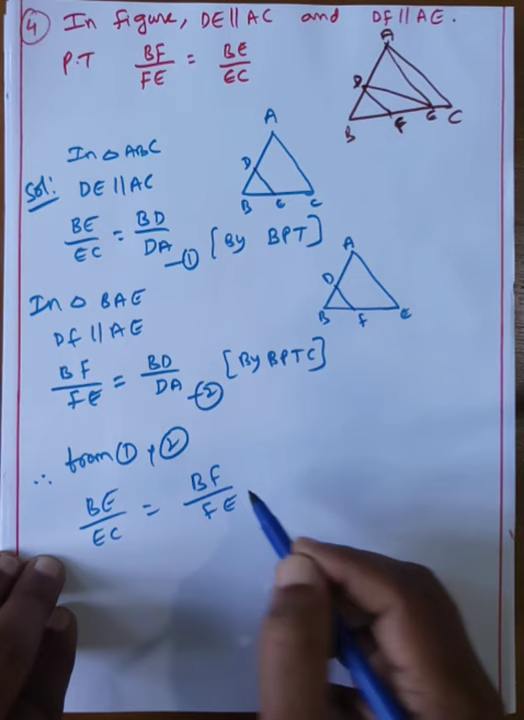 ④ In figure, DE || AC and DF || AE.
P.T BF/FE = BE/EC
A
D
B F E C
In △ ABC
Sol: DE || AC
BE/EC = BD/DA —① [By BPT]
A
D
B E C
In △ BAE
DF || AE
BF/FE = BD/DA —② [By BPTC]
A
D
B F E
∴ from ① & ②
BE/EC = BF/FE